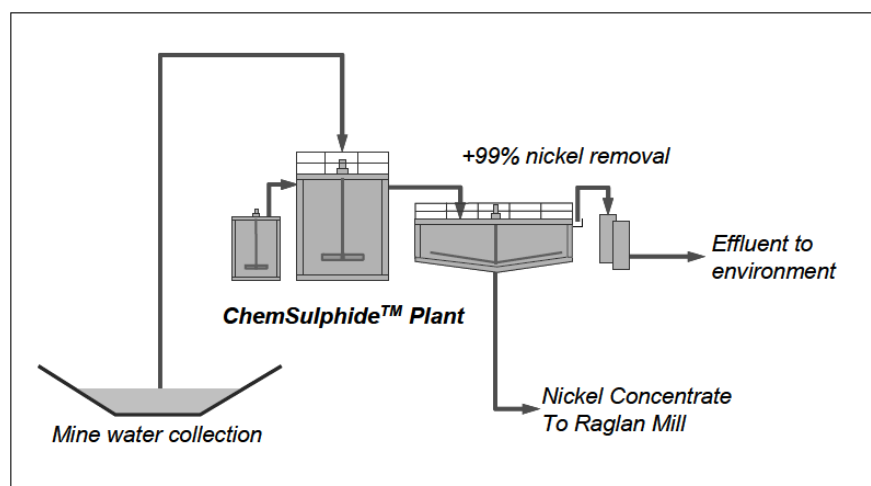 +99% nickel removal
Effluent to
environment
ChemSulphide™ Plant
Nickel Concentrate
To Raglan Mill
Mine water collection